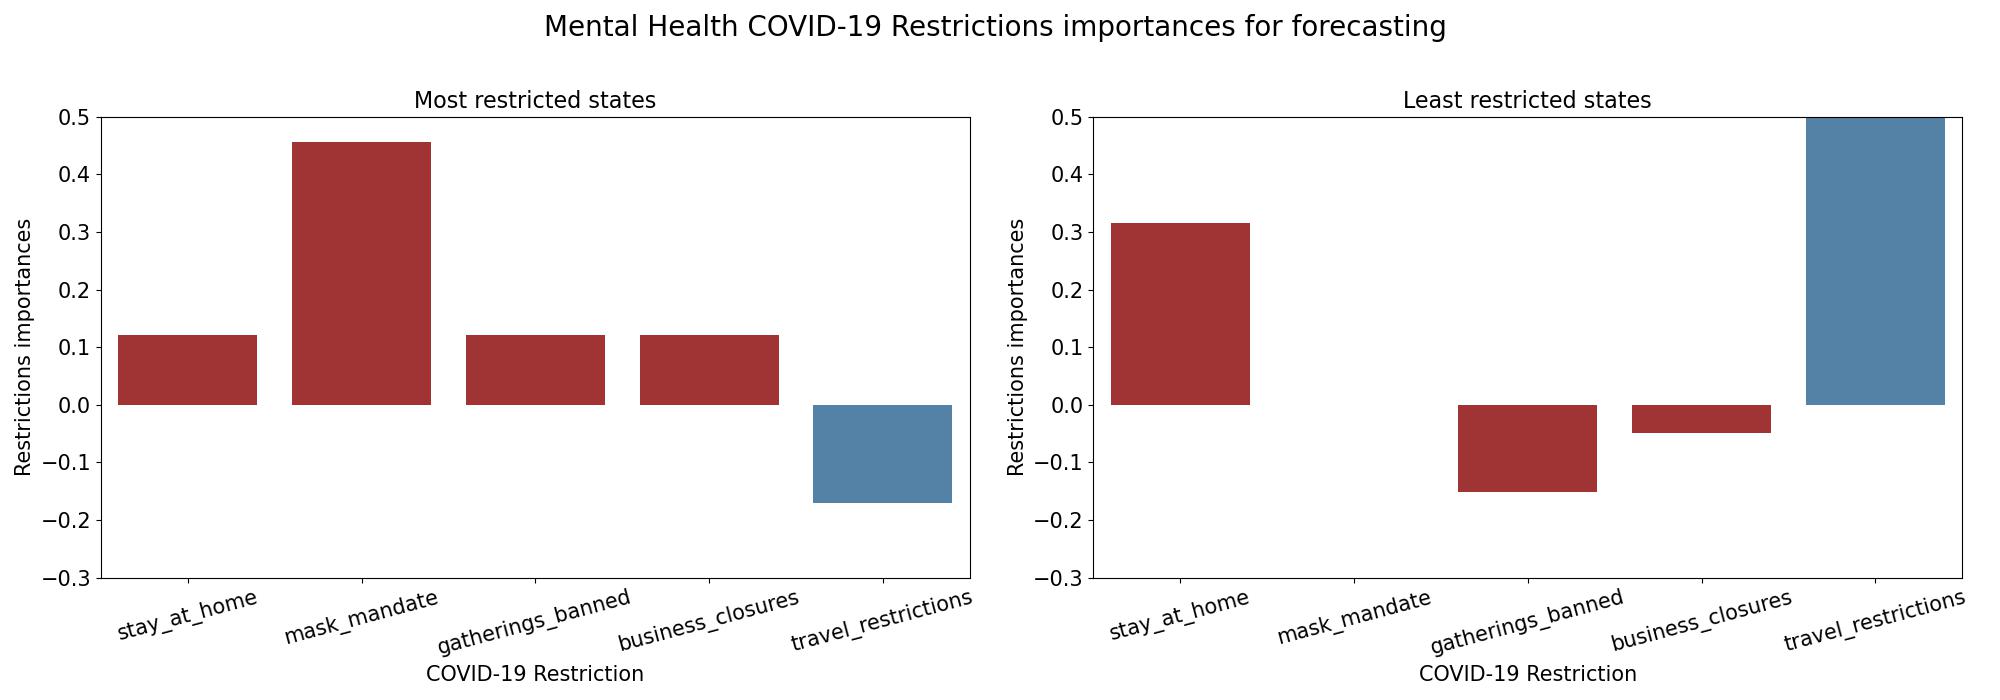 Mental Health COVID-19 Restrictions importances for forecasting
Most restricted states
Restrictions importances
0.5
0.4
0.3
0.2
0.1
0.0
−0.1
−0.2
−0.3
stay_at_home
mask_mandate
gatherings_banned
business_closures
travel_restrictions
COVID-19 Restriction
Least restricted states
Restrictions importances
0.5
0.4
0.3
0.2
0.1
0.0
−0.1
−0.2
−0.3
stay_at_home
mask_mandate
gatherings_banned
business_closures
travel_restrictions
COVID-19 Restriction